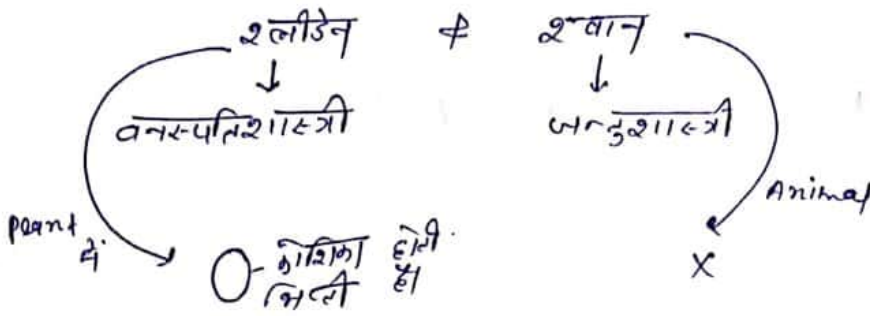 श्लीडेन & श्वान
वनस्पतिशास्त्री जन्तुशास्त्री
Plant में Animal
कोशिका होती
भित्ती है। X